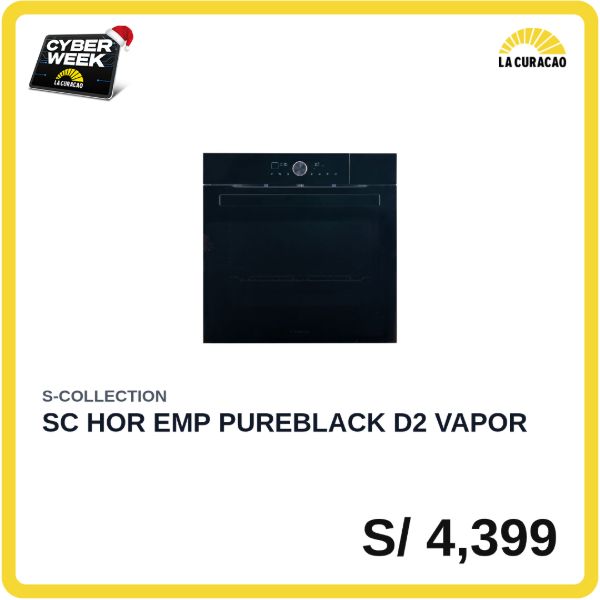 CYBER
WEEK
LA CURACAO
LA CURACAO
S-COLLECTION
SC HOR EMP PUREBLACK D2 VAPOR
S/ 4,399